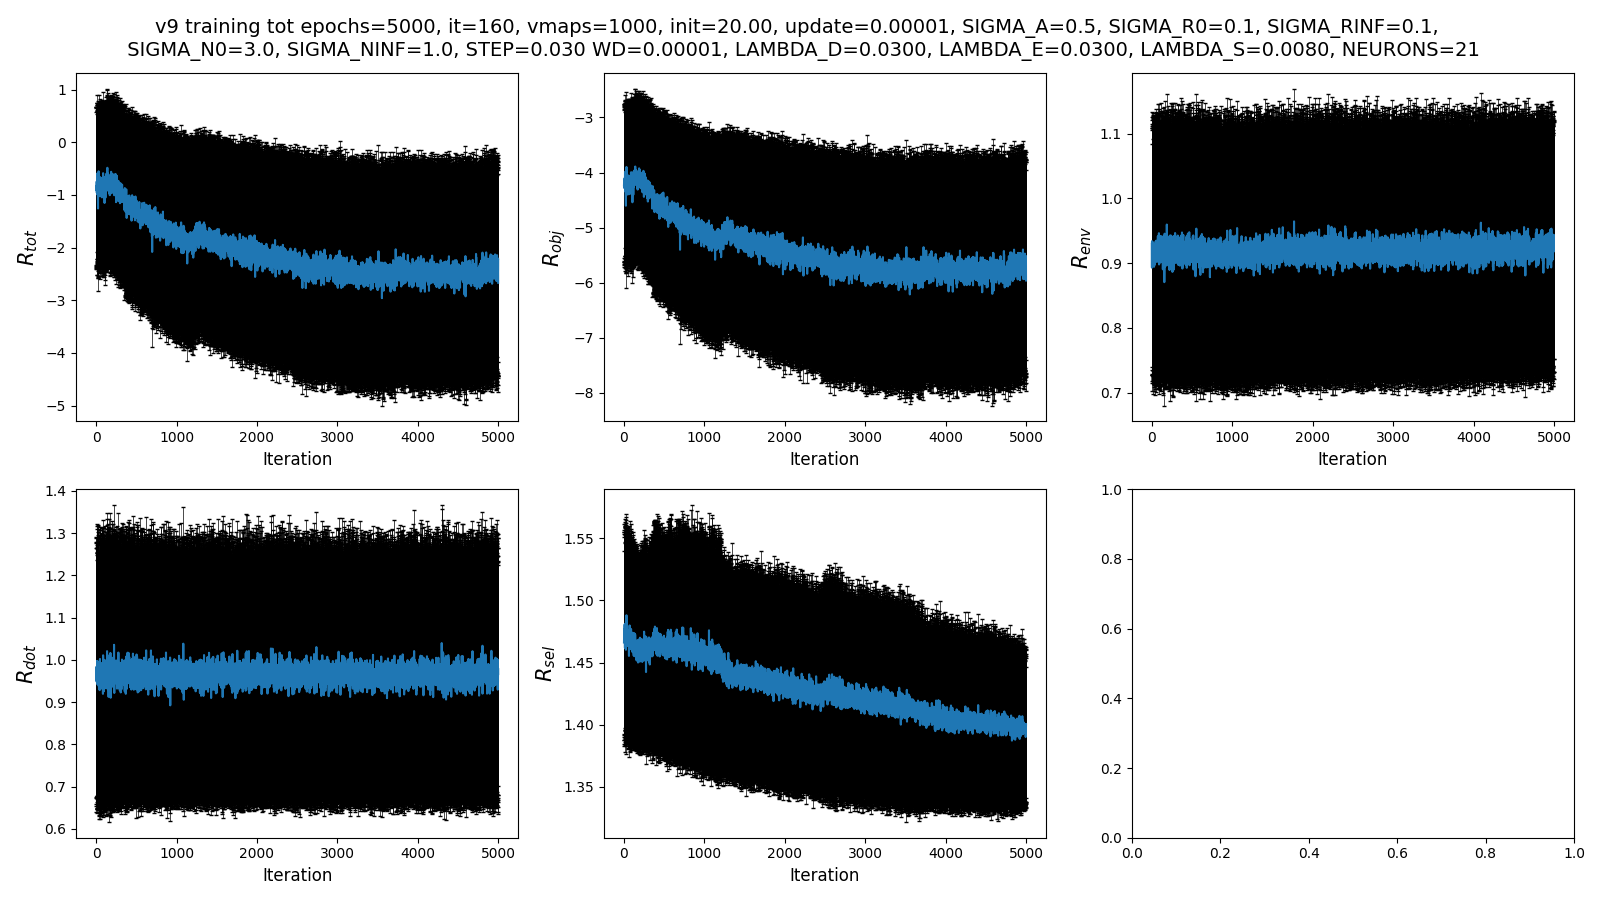 v9 training tot epochs=5000, it=160, vmaps=1000, init=20.00, update=0.00001, SIGMA_A=0.5, SIGMA_R0=0.1, SIGMA_RINF=0.1,
SIGMA_N0=3.0, SIGMA_NINF=1.0, STEP=0.030 WD=0.00001, LAMBDA_D=0.0300, LAMBDA_E=0.0300, LAMBDA_S=0.0080, NEURONS=21
R_tot
1
0
−1
−2
−3
−4
−5
0 1000 2000 3000 4000 5000
Iteration
R_obj
−3
−4
−5
−6
−7
−8
0 1000 2000 3000 4000 5000
Iteration
R_env
1.1
1.0
0.9
0.8
0.7
0 1000 2000 3000 4000 5000
Iteration
R_dot
1.4
1.3
1.2
1.1
1.0
0.9
0.8
0.7
0.6
0 1000 2000 3000 4000 5000
Iteration
R_sel
1.55
1.50
1.45
1.40
1.35
0 1000 2000 3000 4000 5000
Iteration
1.0
0.8
0.6
0.4
0.2
0.0
0.0 0.2 0.4 0.6 0.8 1.0